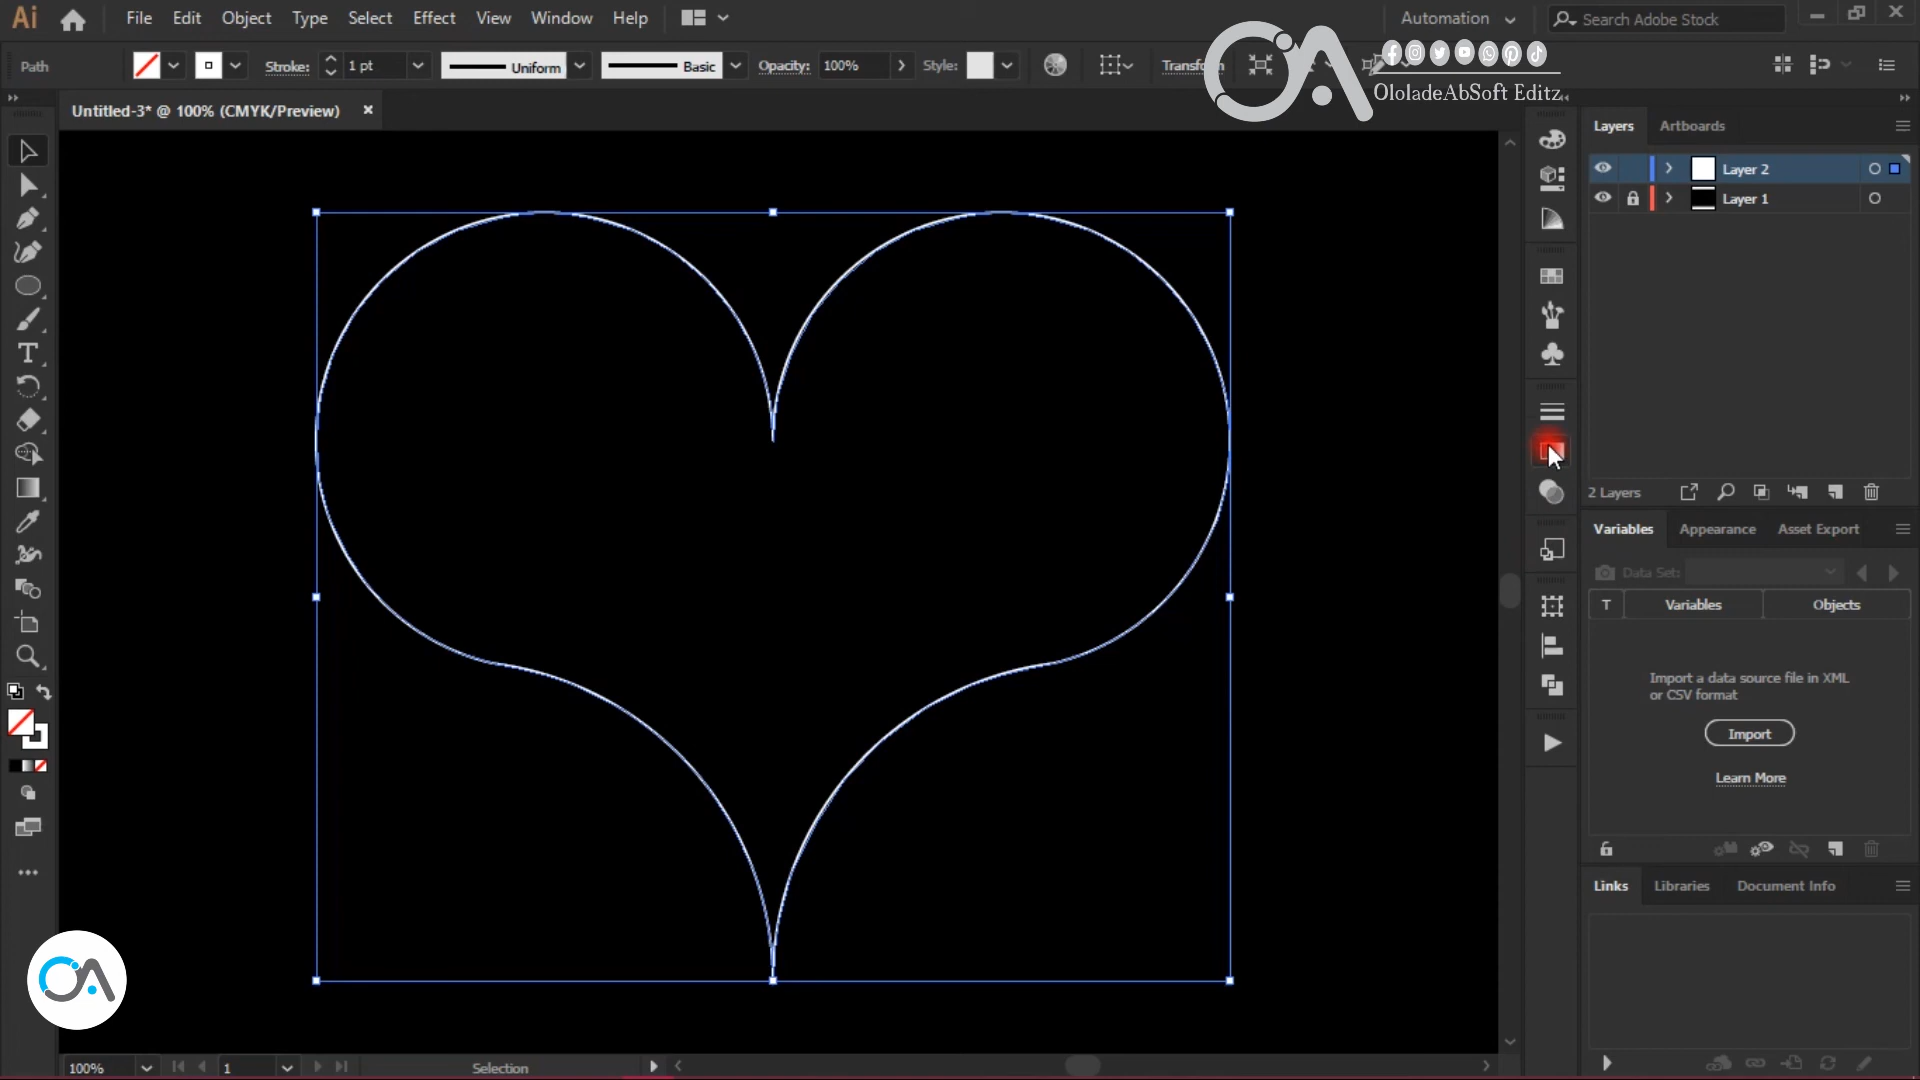 Ai File Edit Object Type Select Effect View Window Help Automation Search Adobe Stock
Path Stroke: 1 pt Uniform Basic Opacity: 100% Style: Transform
OloladeAbSoft Editz
Untitled-3* @ 100% (CMYK/Preview)
Layers Artboards
Layer 2
Layer 1
2 Layers
Variables Appearance Asset Export
Data Set:
T Variables Objects
Import a data source file in XML
or CSV format
Import
Learn More
Links Libraries Document Info
100% 1 Selection